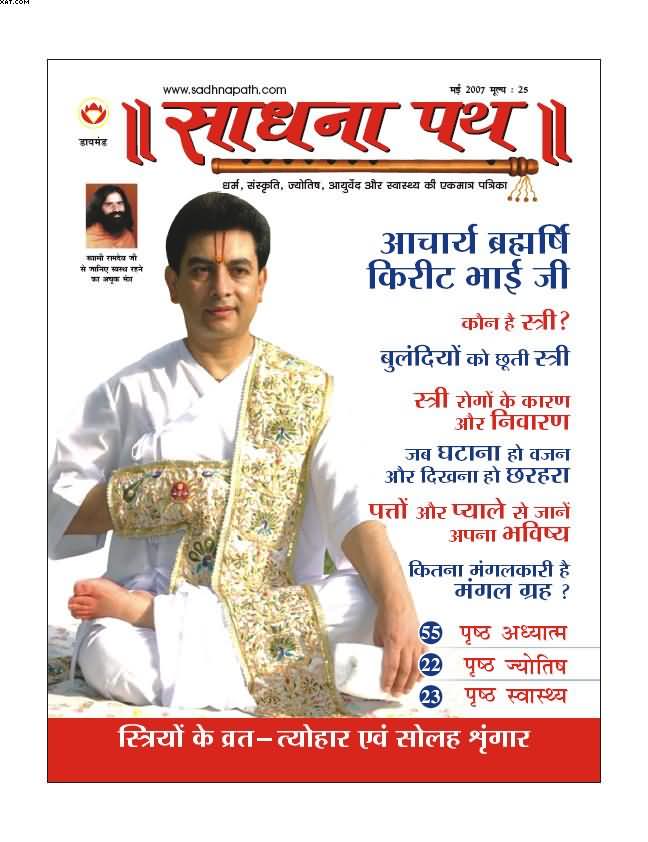 XAT.COM
www.sadhnapath.com
मई 2007 मूल्य : 25
॥ साधना पथ ॥
डायमंड
धर्म, संस्कृति, ज्योतिष, आयुर्वेद और स्वास्थ्य की एकमात्र पत्रिका
स्वामी रामदेव जी
से जानिए स्वस्थ रहने
का अचूक मंत्र
आचार्य ब्रह्मर्षि
किरीट भाई जी
कौन है स्त्री?
बुलंदियों को छूती स्त्री
स्त्री रोगों के कारण
और निवारण
जब घटाना हो वजन
और दिखना हो छरहरा
पत्तों और प्याले से जानें
अपना भविष्य
कितना मंगलकारी है
मंगल ग्रह ?
55 पृष्ठ अध्यात्म
22 पृष्ठ ज्योतिष
23 पृष्ठ स्वास्थ्य
स्त्रियों के व्रत–त्योहार एवं सोलह श्रृंगार